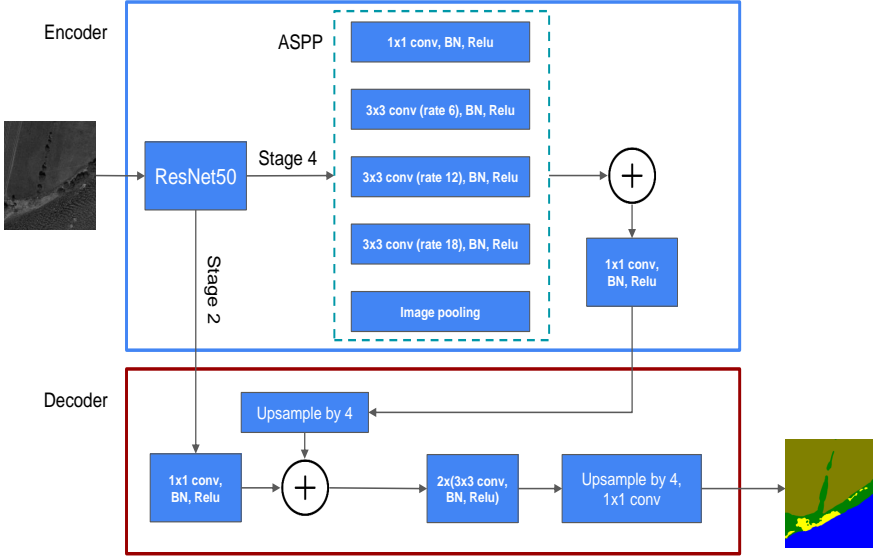 Encoder
ASPP
1x1 conv, BN, Relu
3x3 conv (rate 6), BN, Relu
ResNet50
Stage 4
3x3 conv (rate 12), BN, Relu
3x3 conv (rate 18), BN, Relu
1x1 conv,
BN, Relu
Stage 2
Image pooling
Decoder
Upsample by 4
1x1 conv,
BN, Relu
2x(3x3 conv,
BN, Relu)
Upsample by 4,
1x1 conv